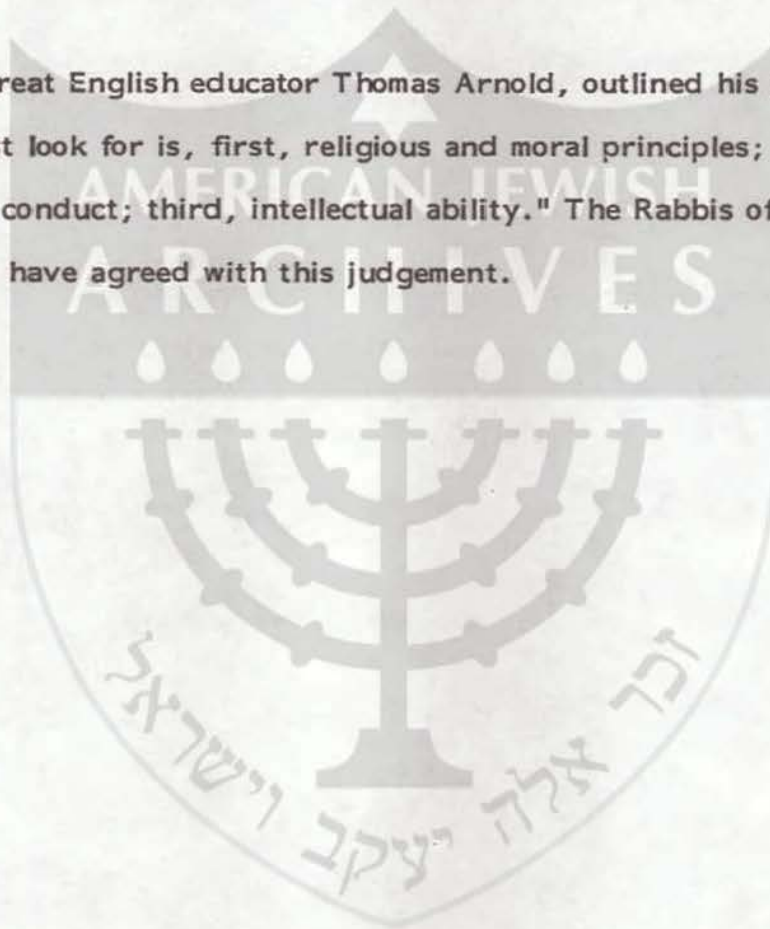 reat English educator Thomas Arnold, outlined his
t look for is, first, religious and moral principles;
conduct; third, intellectual ability." The Rabbis of
have agreed with this judgement.
AMERICAN JEWISH
ARCHIVES
זכר אלה יעקב וישראל